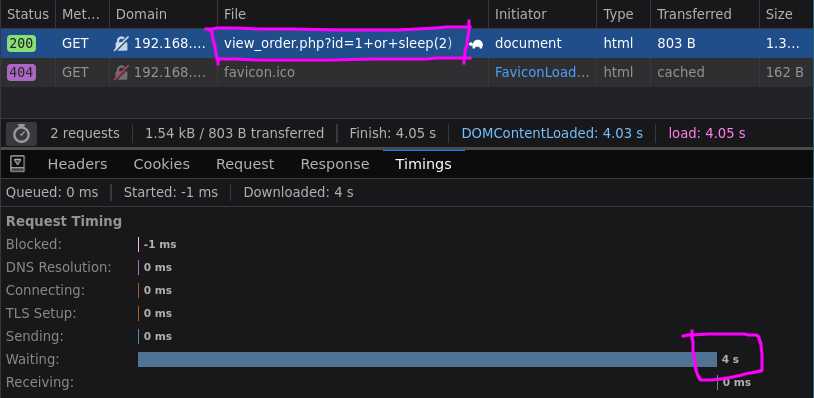 Status Met... Domain File Initiator Type Transferred Size
200 GET 192.168.... view_order.php?id=1+or+sleep(2) document html 803 B 1.3...
404 GET 192.168.... favicon.ico FaviconLoad... html cached 162 B
2 requests 1.54 kB / 803 B transferred Finish: 4.05 s DOMContentLoaded: 4.03 s load: 4.05 s
Headers Cookies Request Response Timings
Queued: 0 ms Started: -1 ms Downloaded: 4 s
Request Timing
Blocked: -1 ms
DNS Resolution: 0 ms
Connecting: 0 ms
TLS Setup: 0 ms
Sending: 0 ms
Waiting: 4 s
Receiving: 0 ms